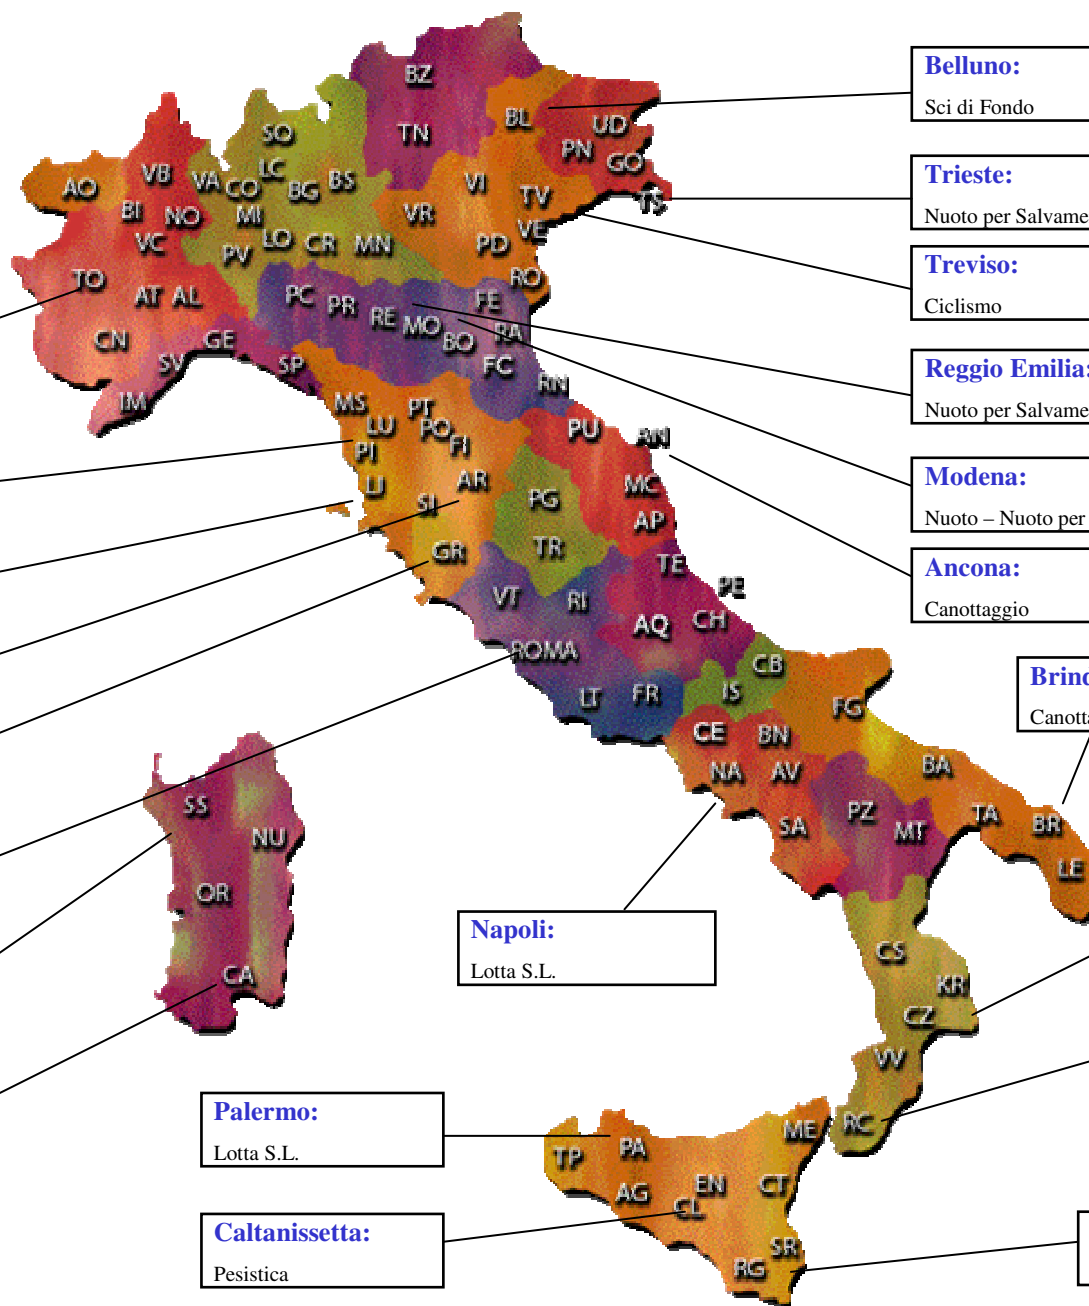 BZ
Belluno:
Sci di Fondo
BL
UD
TN
SO
PN
GO
VB
LC
VA
CO
BG
BS
AO
VI
TV
TS
Trieste:
Nuoto per Salvame
BI
NO
MI
VR
VE
VC
LO
CR
MN
PD
PV
Treviso:
Ciclismo
TO
RO
AT
AL
PC
PR
FE
RE
MO
RA
CN
GE
BO
SV
SP
FC
RN
Reggio Emilia:
Nuoto per Salvame
IM
MS
PT
LU
PO
PU
AN
PI
FI
LI
AR
MC
Modena:
Nuoto – Nuoto per
SI
PG
AP
GR
TR
TE
Ancona:
Canottaggio
VT
RI
PE
AQ
CH
ROMA
CB
LT
FR
IS
FG
Brind
Canotta
CE
BN
NA
AV
BA
SS
PZ
TA
NU
SA
MT
BR
LE
OR
Napoli:
Lotta S.L.
CS
CA
KR
CZ
VV
Palermo:
Lotta S.L.
ME
RC
TP
PA
AG
EN
CT
CL
Caltanissetta:
Pesistica
SR
RG